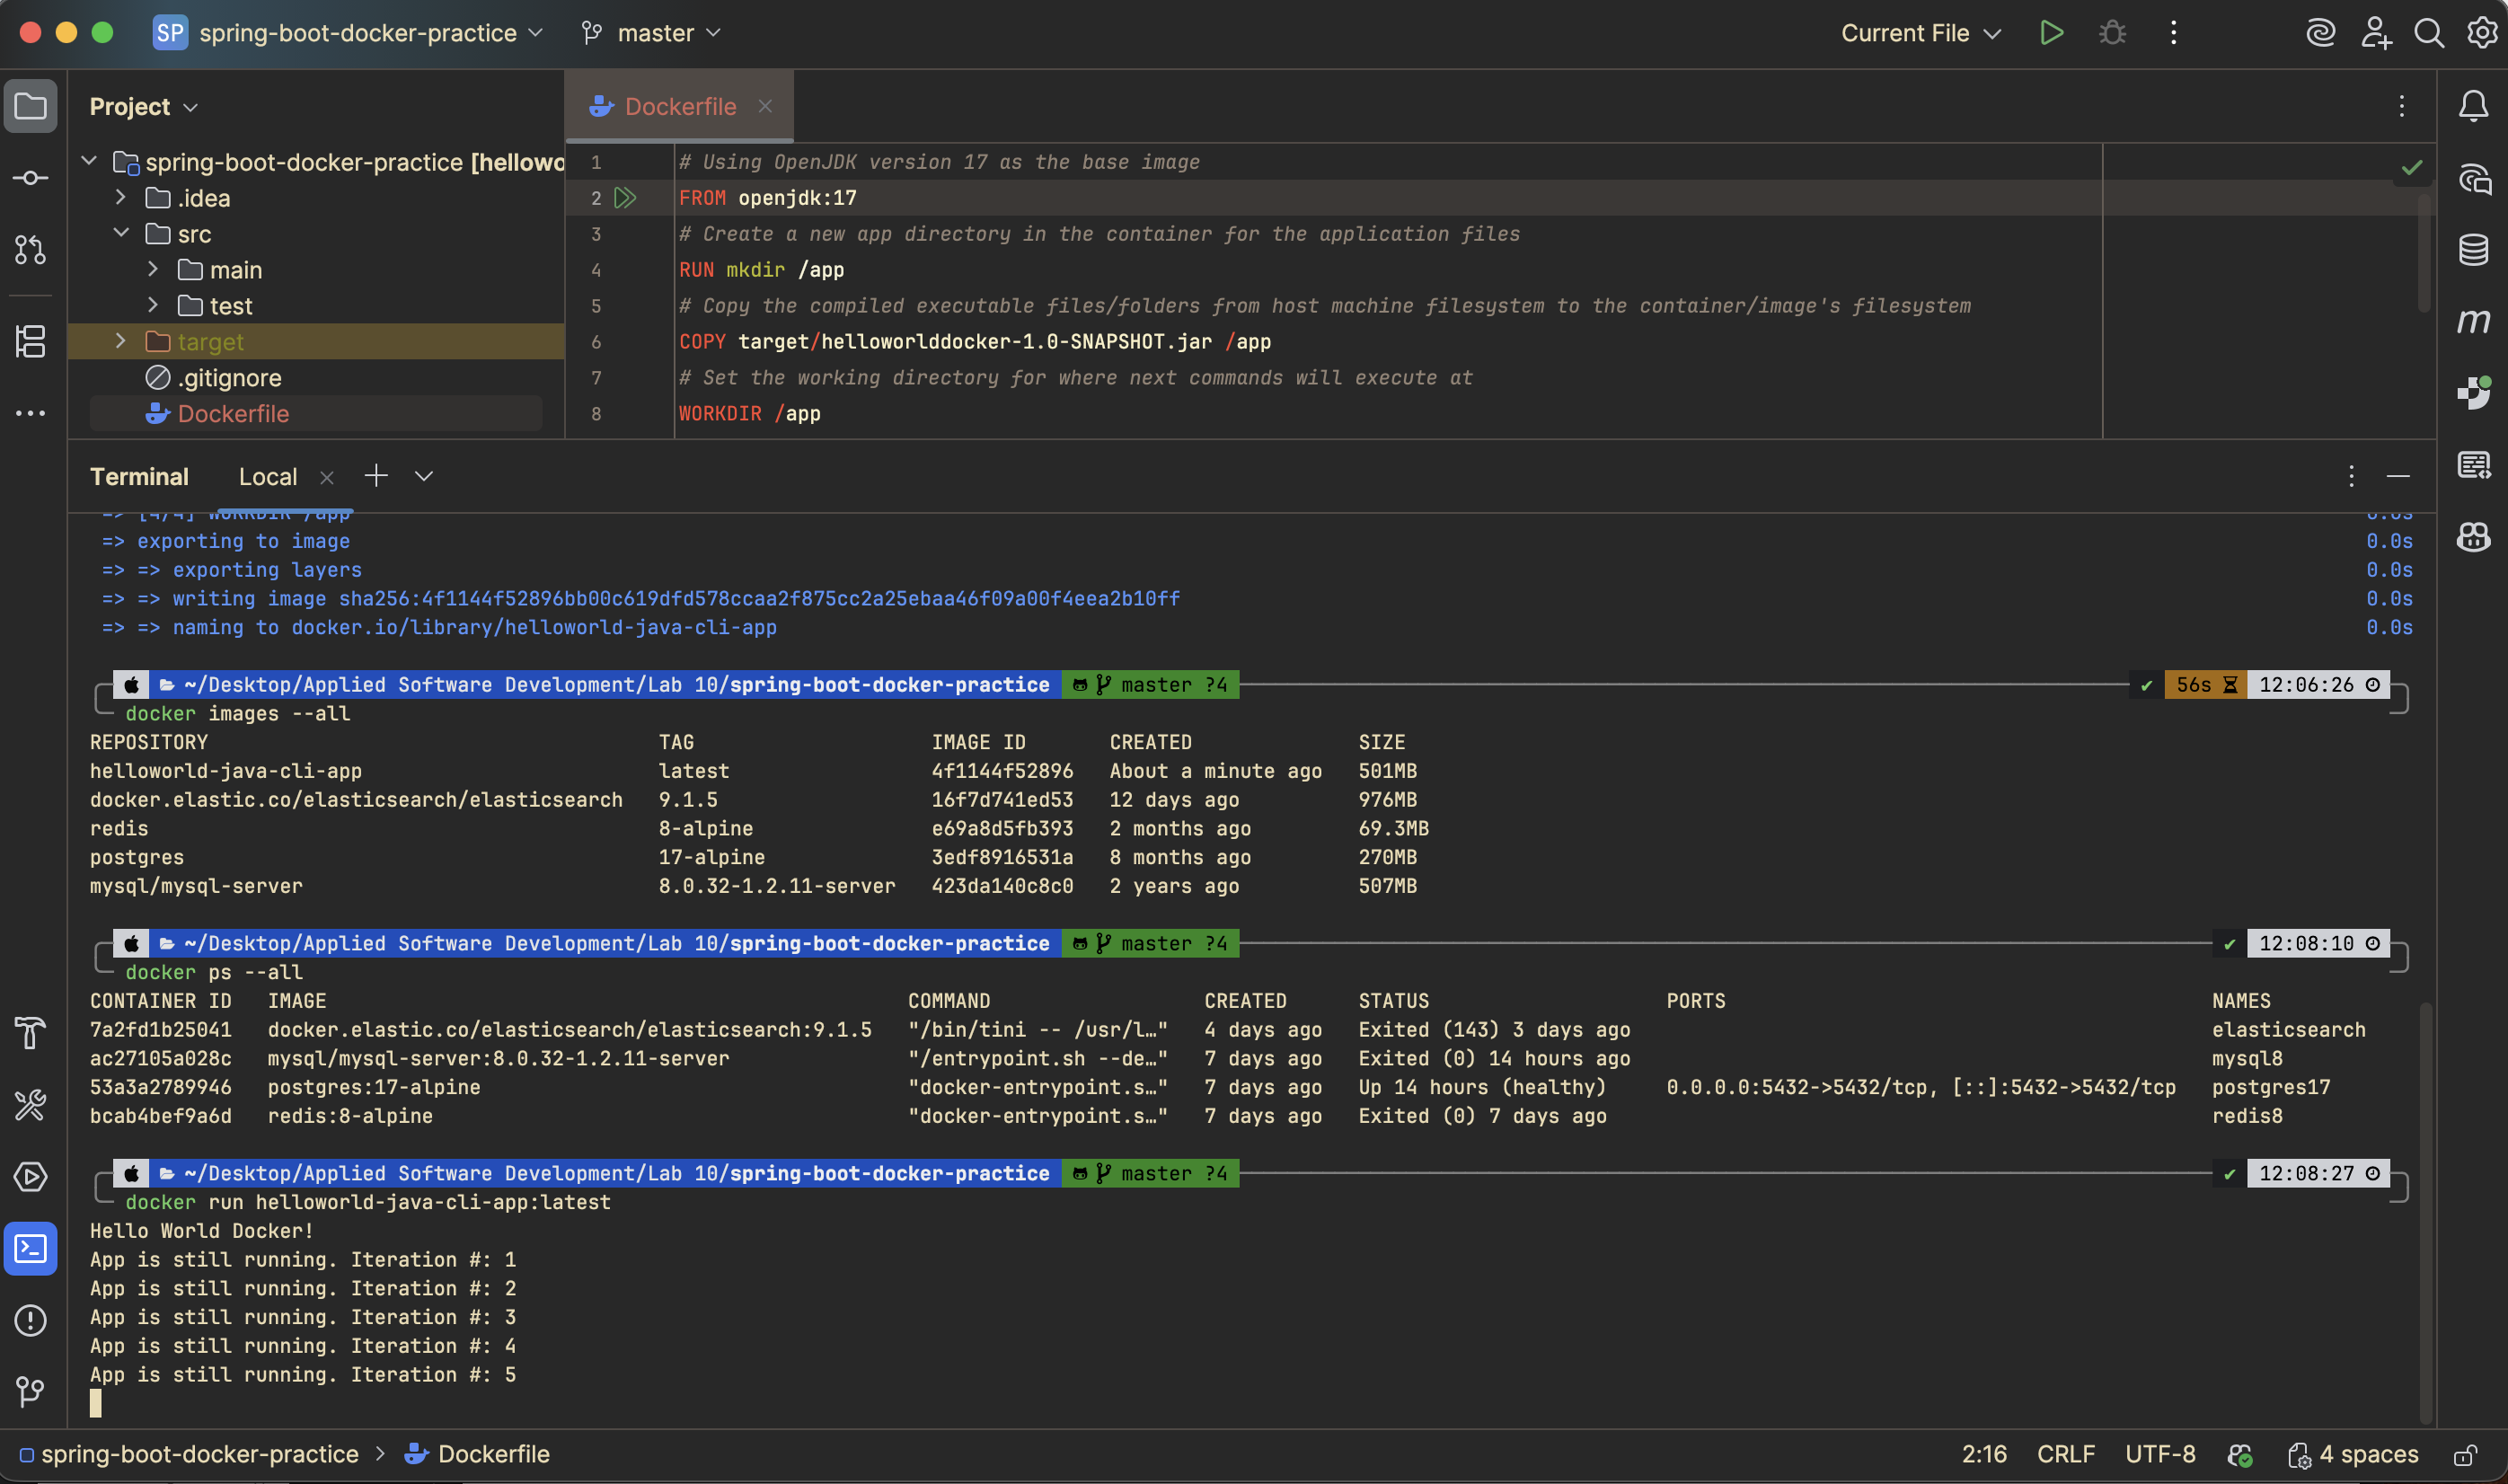 SP spring-boot-docker-practice master Current File
Project
Dockerfile
spring-boot-docker-practice [hellowo
.idea
src
main
test
target
.gitignore
Dockerfile
1 # Using OpenJDK version 17 as the base image
2 FROM openjdk:17
3 # Create a new app directory in the container for the application files
4 RUN mkdir /app
5 # Copy the compiled executable files/folders from host machine filesystem to the container/image's filesystem
6 COPY target/helloworlddocker-1.0-SNAPSHOT.jar /app
7 # Set the working directory for where next commands will execute at
8 WORKDIR /app
Terminal Local
=> [4/4] WORKDIR /app 0.0s
=> exporting to image 0.0s
=> => exporting layers 0.0s
=> => writing image sha256:4f1144f52896bb00c619dfd578ccaa2f875cc2a25ebaa46f09a00f4eea2b10ff 0.0s
=> => naming to docker.io/library/helloworld-java-cli-app 0.0s
~/Desktop/Applied Software Development/Lab 10/spring-boot-docker-practice master ?4 ✔ 56s 12:06:26
docker images --all
REPOSITORY TAG IMAGE ID CREATED SIZE
helloworld-java-cli-app latest 4f1144f52896 About a minute ago 501MB
docker.elastic.co/elasticsearch/elasticsearch 9.1.5 16f7d741ed53 12 days ago 976MB
redis 8-alpine e69a8d5fb393 2 months ago 69.3MB
postgres 17-alpine 3edf8916531a 8 months ago 270MB
mysql/mysql-server 8.0.32-1.2.11-server 423da140c8c0 2 years ago 507MB
~/Desktop/Applied Software Development/Lab 10/spring-boot-docker-practice master ?4 ✔ 12:08:10
docker ps --all
CONTAINER ID IMAGE COMMAND CREATED STATUS PORTS NAMES
7a2fd1b25041 docker.elastic.co/elasticsearch/elasticsearch:9.1.5 "/bin/tini -- /usr/l…" 4 days ago Exited (143) 3 days ago elasticsearch
ac27105a028c mysql/mysql-server:8.0.32-1.2.11-server "/entrypoint.sh --de…" 7 days ago Exited (0) 14 hours ago mysql8
53a3a2789946 postgres:17-alpine "docker-entrypoint.s…" 7 days ago Up 14 hours (healthy) 0.0.0.0:5432->5432/tcp, [::]:5432->5432/tcp postgres17
bcab4bef9a6d redis:8-alpine "docker-entrypoint.s…" 7 days ago Exited (0) 7 days ago redis8
~/Desktop/Applied Software Development/Lab 10/spring-boot-docker-practice master ?4 ✔ 12:08:27
docker run helloworld-java-cli-app:latest
Hello World Docker!
App is still running. Iteration #: 1
App is still running. Iteration #: 2
App is still running. Iteration #: 3
App is still running. Iteration #: 4
App is still running. Iteration #: 5
spring-boot-docker-practice > Dockerfile 2:16 CRLF UTF-8 4 spaces